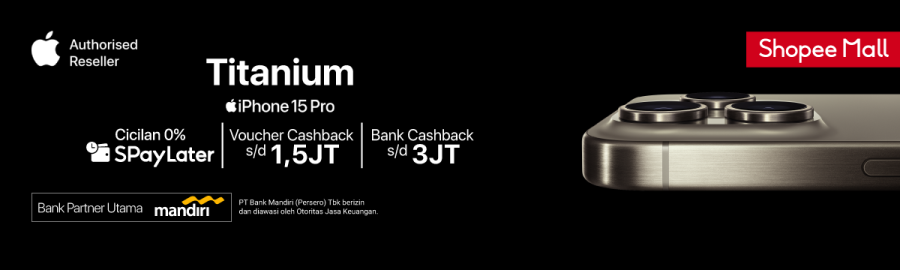 Authorised
Reseller
Shopee Mall
Titanium
iPhone 15 Pro
Cicilan 0%
SPayLater
Voucher Cashback
s/d 1,5JT
Bank Cashback
s/d 3JT
Bank Partner Utama mandiri
PT Bank Mandiri (Persero) Tbk berizin
dan diawasi oleh Otoritas Jasa Keuangan.